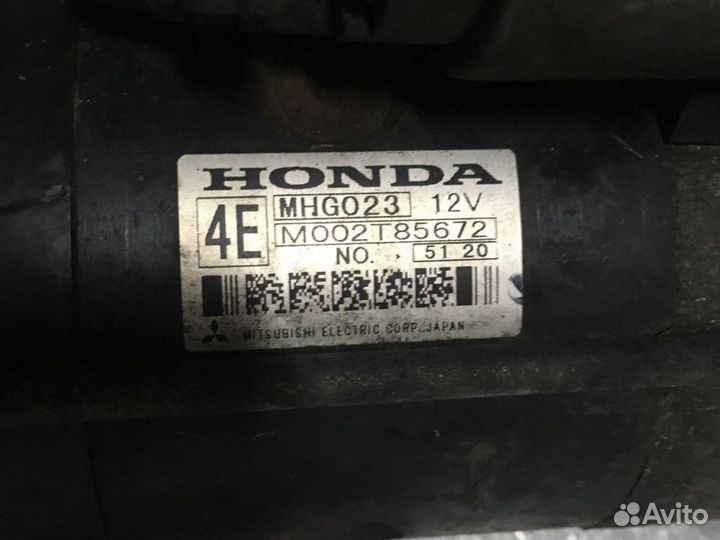 HONDA
4E MHG023 12V
M002T85672
NO. 51 20
MITSUBISHI ELECTRIC CORP. JAPAN
Avito